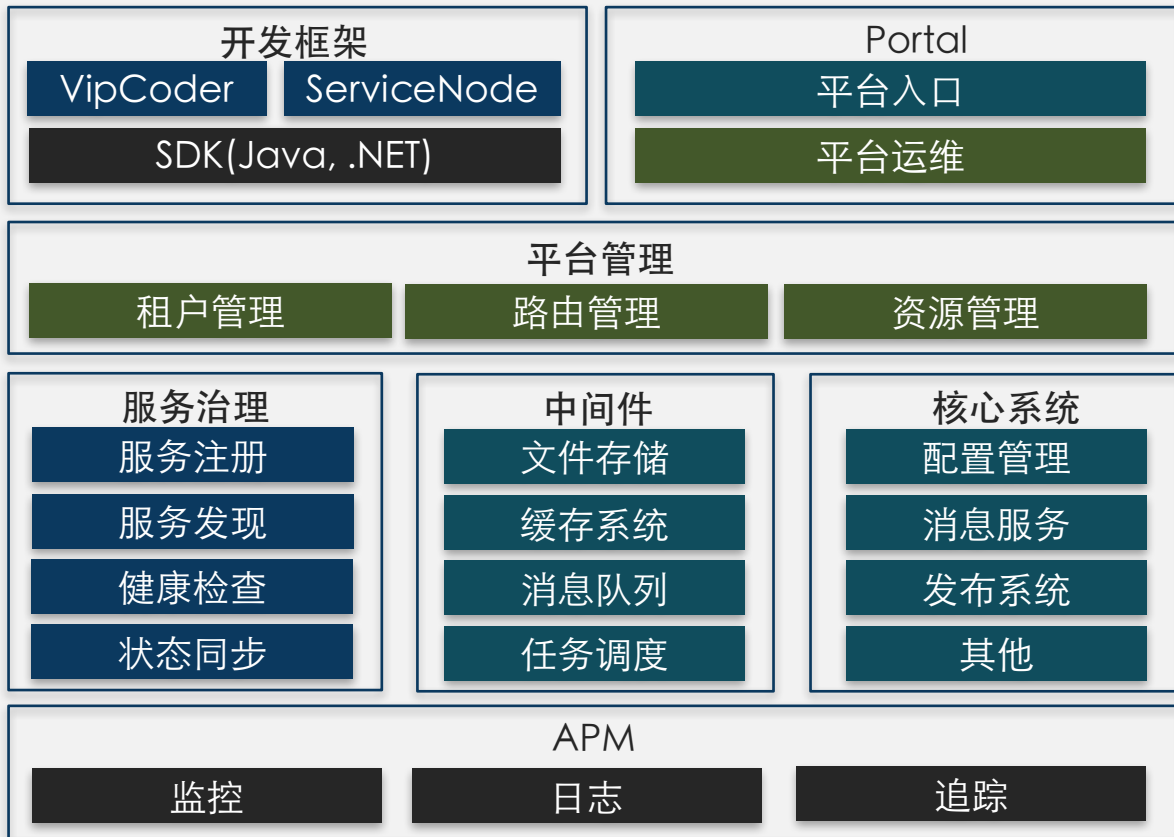 开发框架
VipCoder
ServiceNode
SDK(Java, .NET)
Portal
平台入口
平台运维
平台管理
租户管理
路由管理
资源管理
服务治理
服务注册
服务发现
健康检查
状态同步
中间件
文件存储
缓存系统
消息队列
任务调度
核心系统
配置管理
消息服务
发布系统
其他
APM
监控
日志
追踪